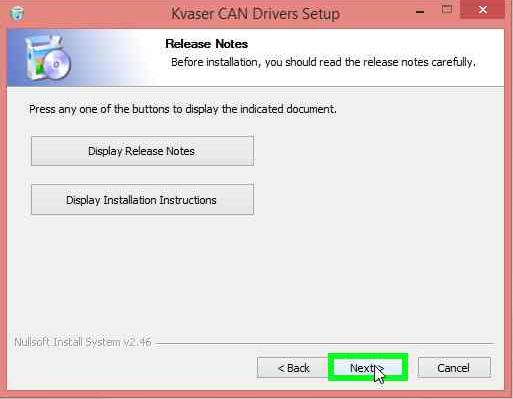 Kvaser CAN Drivers Setup
Release Notes
Before installation, you should read the release notes carefully.
Press any one of the buttons to display the indicated document.
Display Release Notes
Display Installation Instructions
Nullsoft Install System v2.46
< Back Next > Cancel